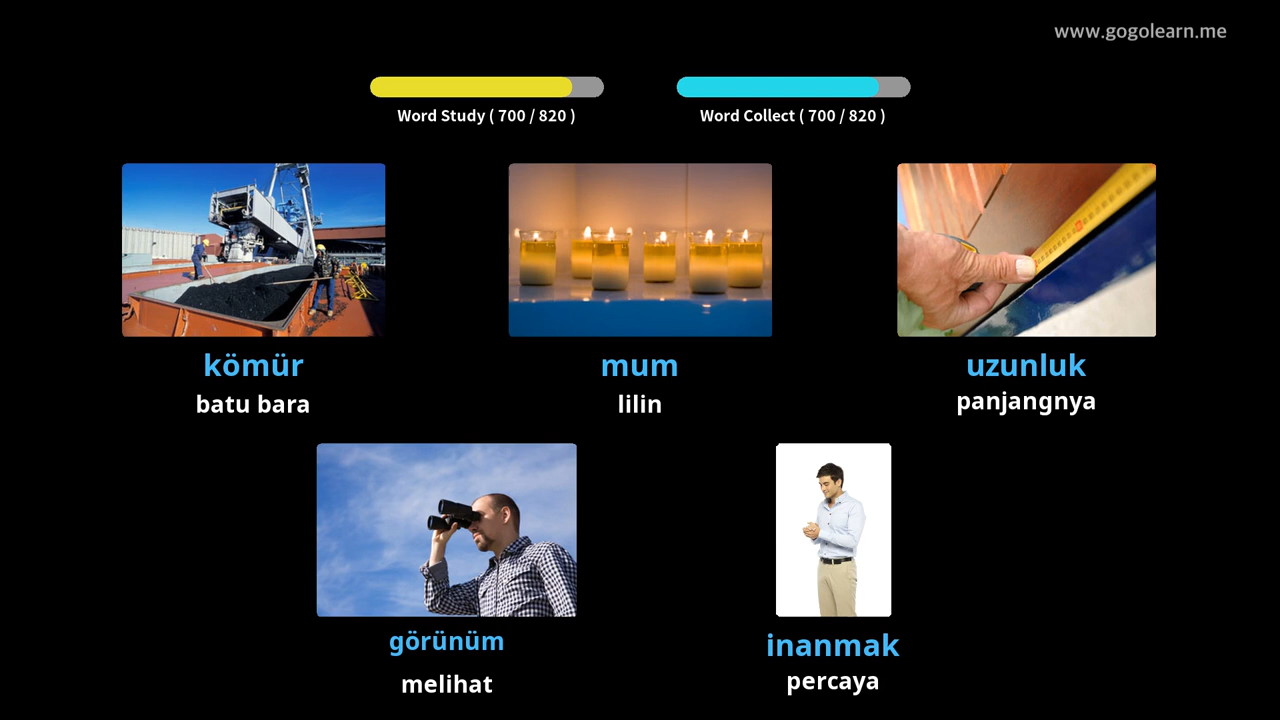 www.gogolearn.me
Word Study ( 700 / 820 )
Word Collect ( 700 / 820 )
kömür
batu bara
mum
lilin
uzunluk
panjangnya
görünüm
melihat
inanmak
percaya